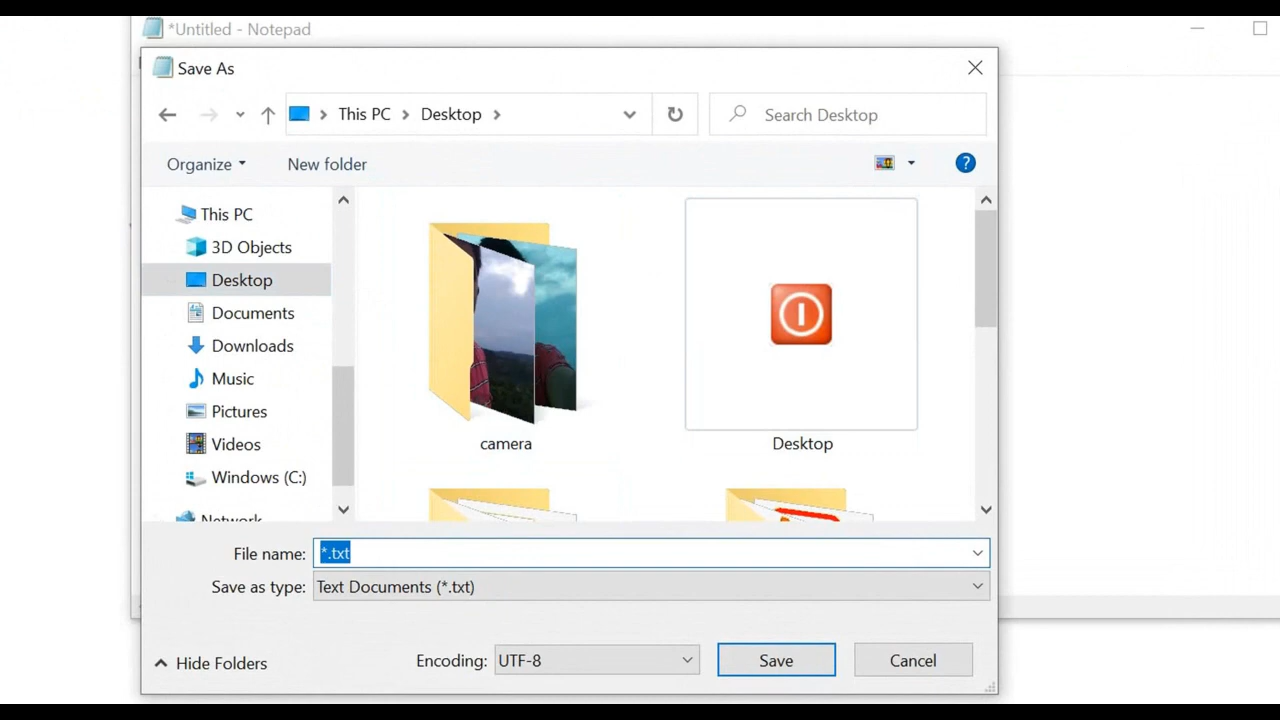 *Untitled - Notepad
Save As
This PC > Desktop >
Search Desktop
Organize
New folder
?
This PC
3D Objects
Desktop
Documents
Downloads
Music
Pictures
Videos
Windows (C:)
Network
camera
Desktop
File name: *.txt
Save as type: Text Documents (*.txt)
Hide Folders
Encoding: UTF-8
Save
Cancel